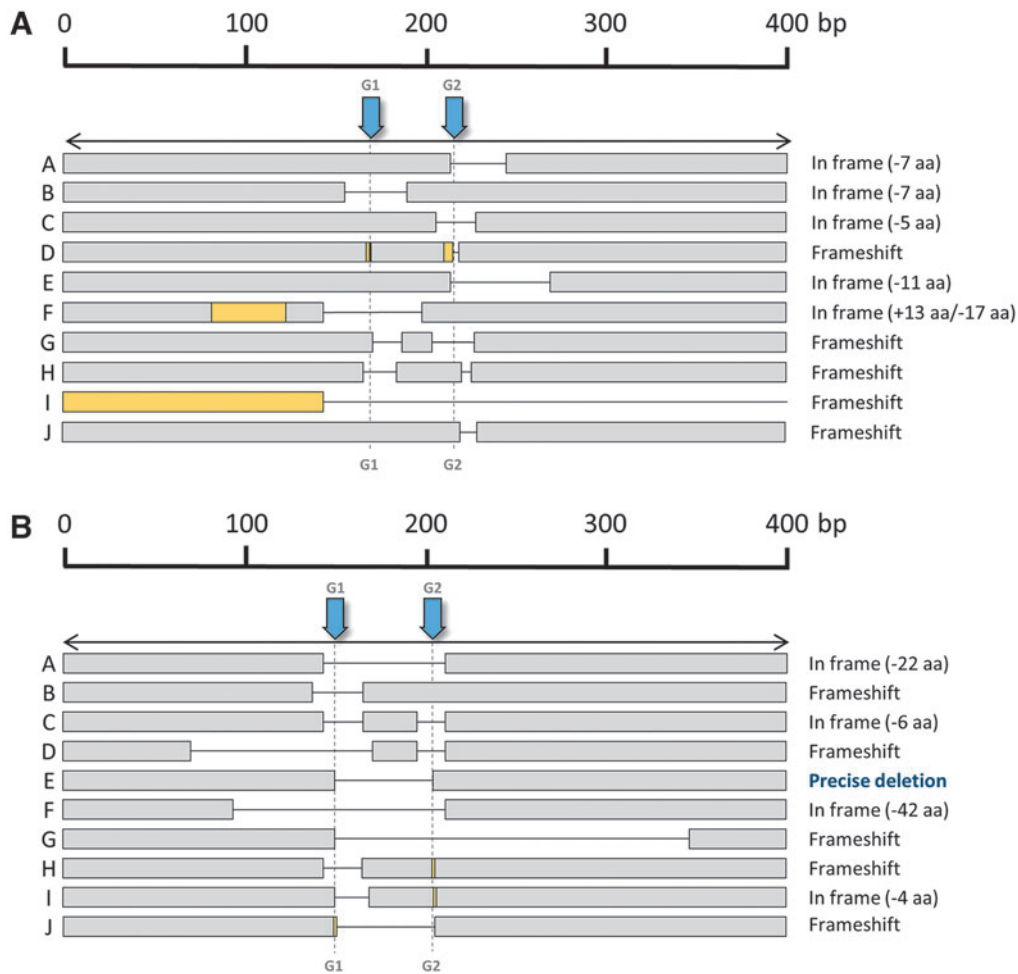 A 0 100 200 300 400 bp
G1 G2
A In frame (-7 aa)
B In frame (-7 aa)
C In frame (-5 aa)
D Frameshift
E In frame (-11 aa)
F In frame (+13 aa/-17 aa)
G Frameshift
H Frameshift
I Frameshift
J Frameshift
G1 G2
B 0 100 200 300 400 bp
G1 G2
A In frame (-22 aa)
B Frameshift
C In frame (-6 aa)
D Frameshift
E Precise deletion
F In frame (-42 aa)
G Frameshift
H Frameshift
I In frame (-4 aa)
J Frameshift
G1 G2